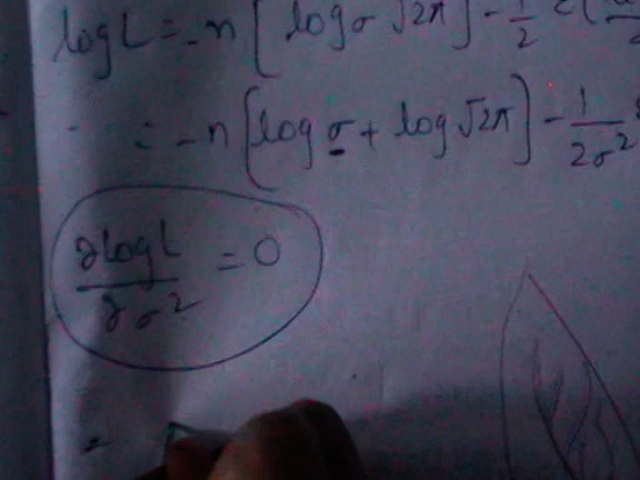 log L = -n [ log σ √2π ] - 1/2 Σ (
= -n [ log σ + log √2π ] - 1/2σ²
∂ log L / ∂σ² = 0
=